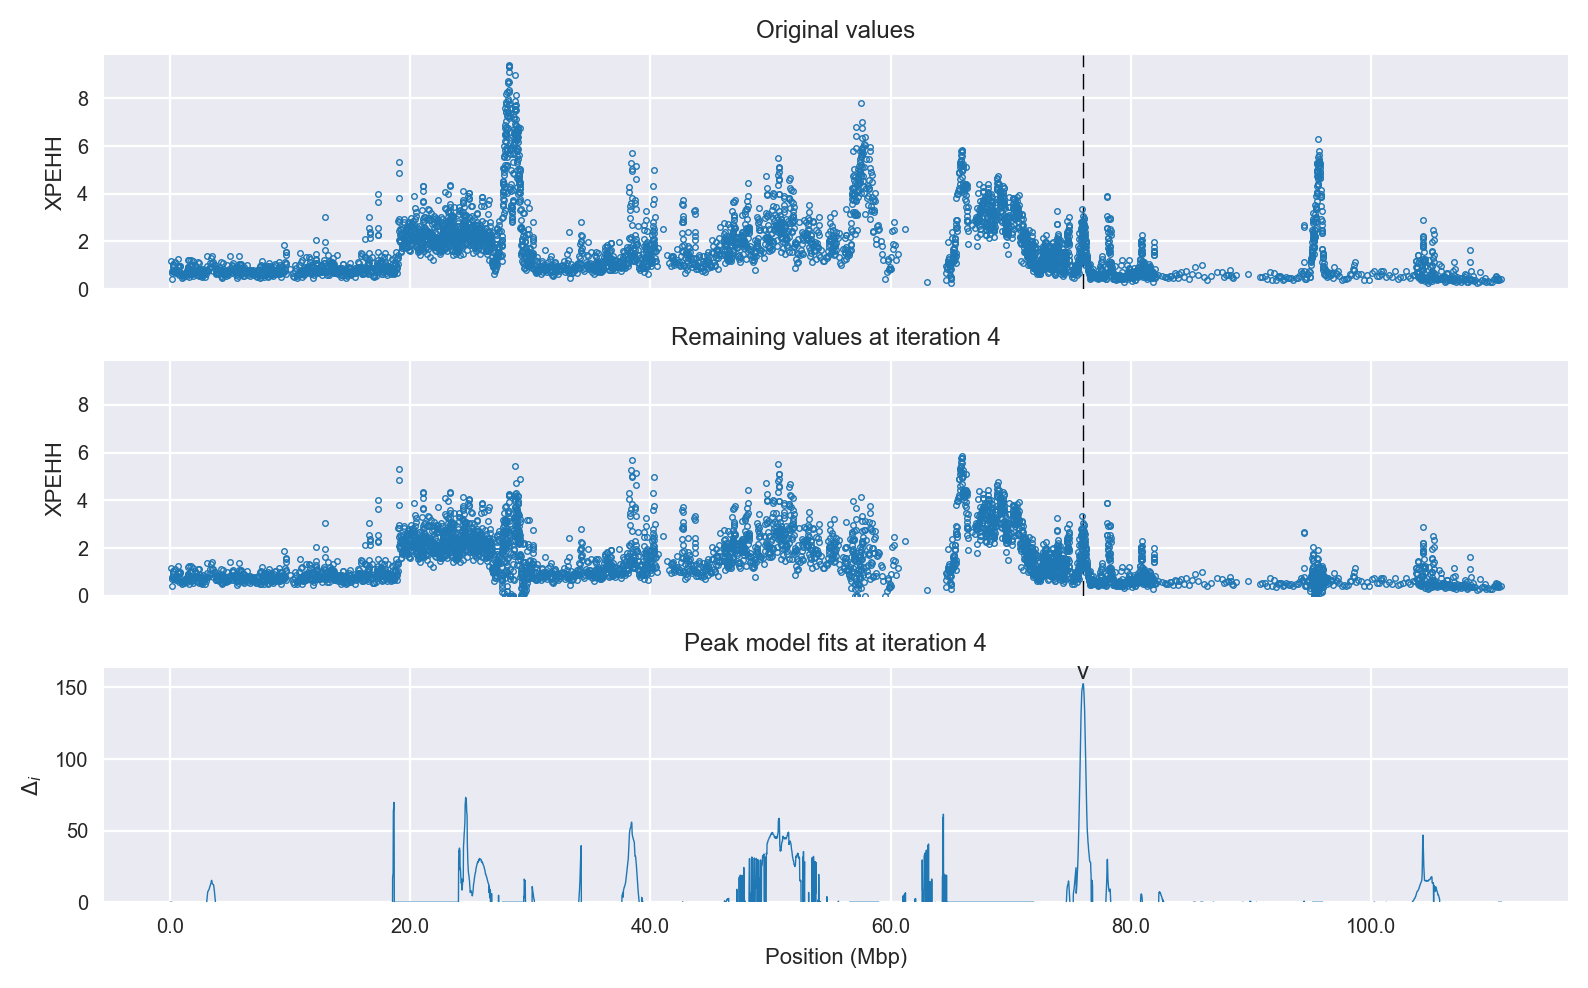 Original values
8
6
4
2
0
XPEHH
Remaining values at iteration 4
8
6
4
2
0
XPEHH
Peak model fits at iteration 4
v
150
100
50
0
Δi
0.0 20.0 40.0 60.0 80.0 100.0
Position (Mbp)